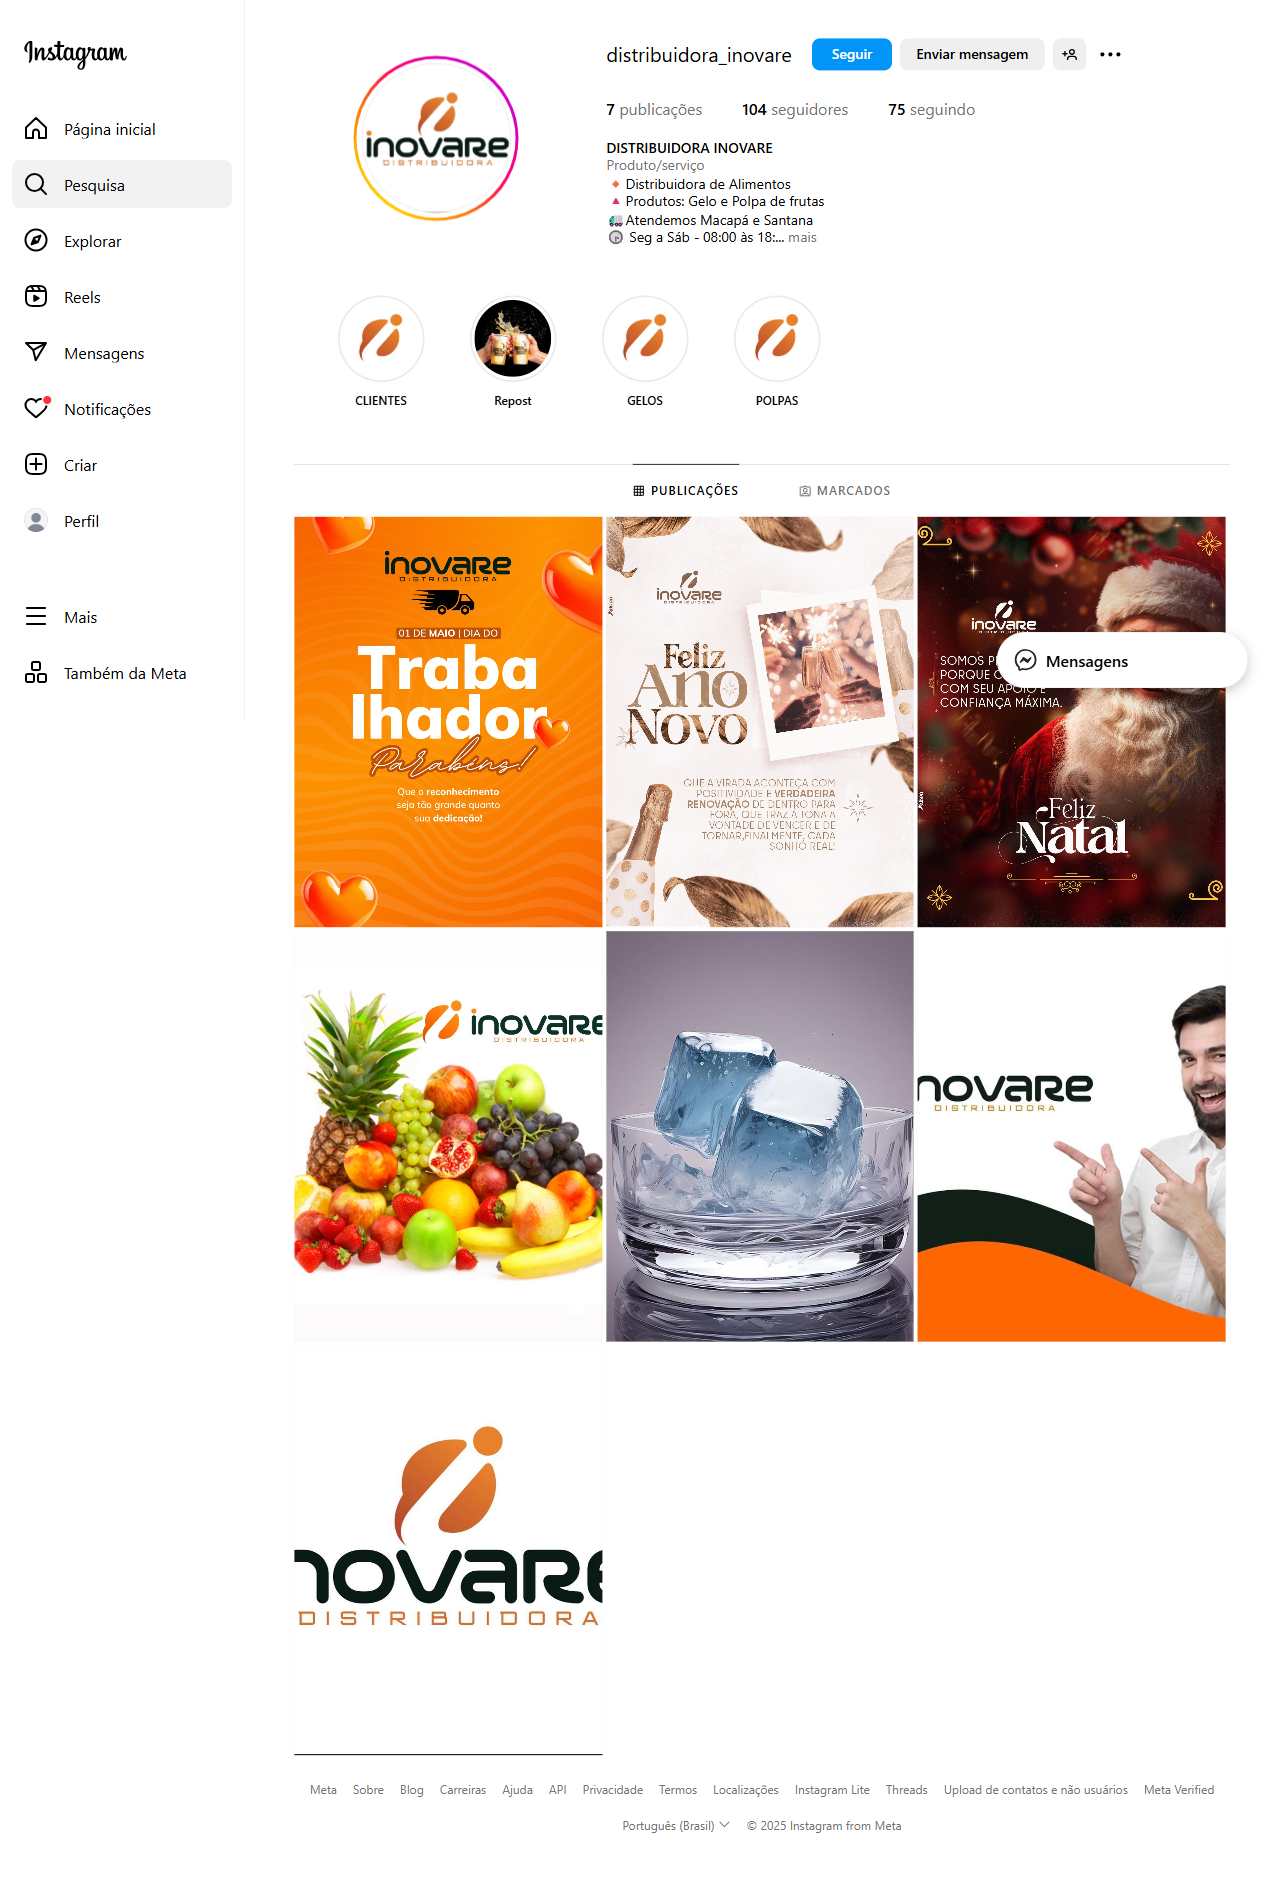 Instagram
Página inicial
Pesquisa
Explorar
Reels
Mensagens
Notificações
Criar
Perfil
Mais
Também da Meta
distribuidora_inovare
Seguir
Enviar mensagem
7 publicações 104 seguidores 75 seguindo
DISTRIBUIDORA INOVARE
Produto/serviço
🔸Distribuidora de Alimentos
🔺Produtos: Gelo e Polpa de frutas
🚛Atendemos Macapá e Santana
🕟 Seg a Sáb - 08:00 às 18:... mais
inovare
DISTRIBUIDORA
CLIENTES
Repost
GELOS
POLPAS
PUBLICAÇÕES
MARCADOS
inovare
DISTRIBUIDORA
01 DE MAIO | DIA DO
Traba
lhador
Parabéns!
Que o reconhecimento
seja tão grande quanto
sua dedicação!
inovare
DISTRIBUIDORA
Feliz
Ano
Novo
QUE A VIRADA ACONTEÇA COM
POSITIVIDADE E VERDADEIRA
RENOVAÇÃO DE DENTRO PARA
FORA, QUE TRAZ À TONA A
VONTADE DE VENCER E DE
TORNAR,FINALMENTE, CADA
SONHO REAL!
inovare
DISTRIBUIDORA
SOMOS
PORQUE
COM SEU APOIO E
CONFIANÇA MÁXIMA.
Feliz
Natal
Mensagens
inovare
DISTRIBUIDORA
novare
DISTRIBUIDORA
novare
DISTRIBUIDORA
Meta Sobre Blog Carreiras Ajuda API Privacidade Termos Localizações Instagram Lite Threads Upload de contatos e não usuários Meta Verified
Português (Brasil) © 2025 Instagram from Meta